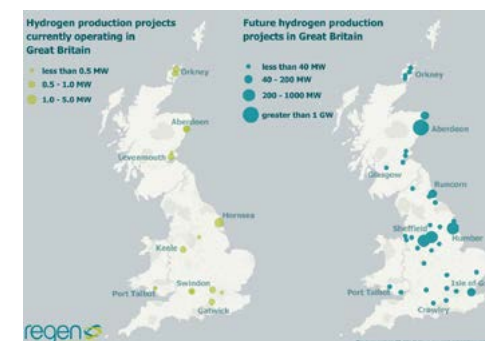 Hydrogen production projects
currently operating in
Great Britain
less than 0.5 MW
0.5 - 1.0 MW
1.0 - 5.0 MW
Orkney
Aberdeen
Levenmouth
Hornsea
Keele
Port Talbot
Swindon
Gatwick
regen
Future hydrogen production
projects in Great Britain
less than 40 MW
40 - 200 MW
200 - 1000 MW
greater than 1 GW
Orkney
Aberdeen
Glasgow
Runcorn
Sheffield
Humber
Port Talbot
Isle of G
Crawley